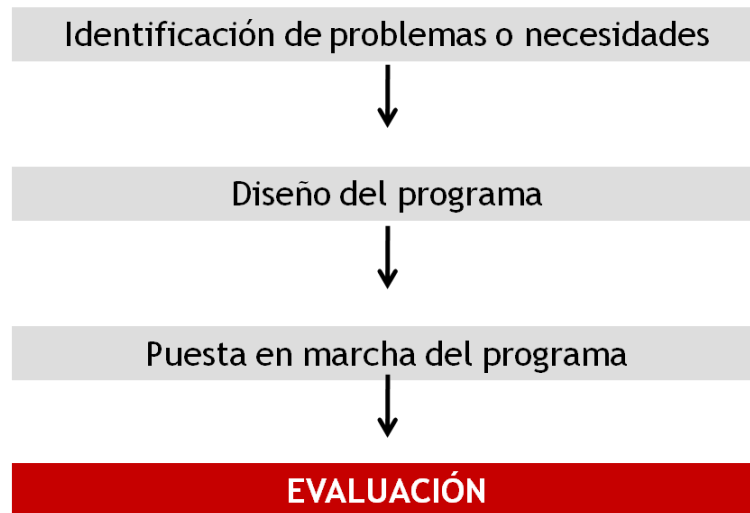 Identificación de problemas o necesidades
Diseño del programa
Puesta en marcha del programa
EVALUACIÓN